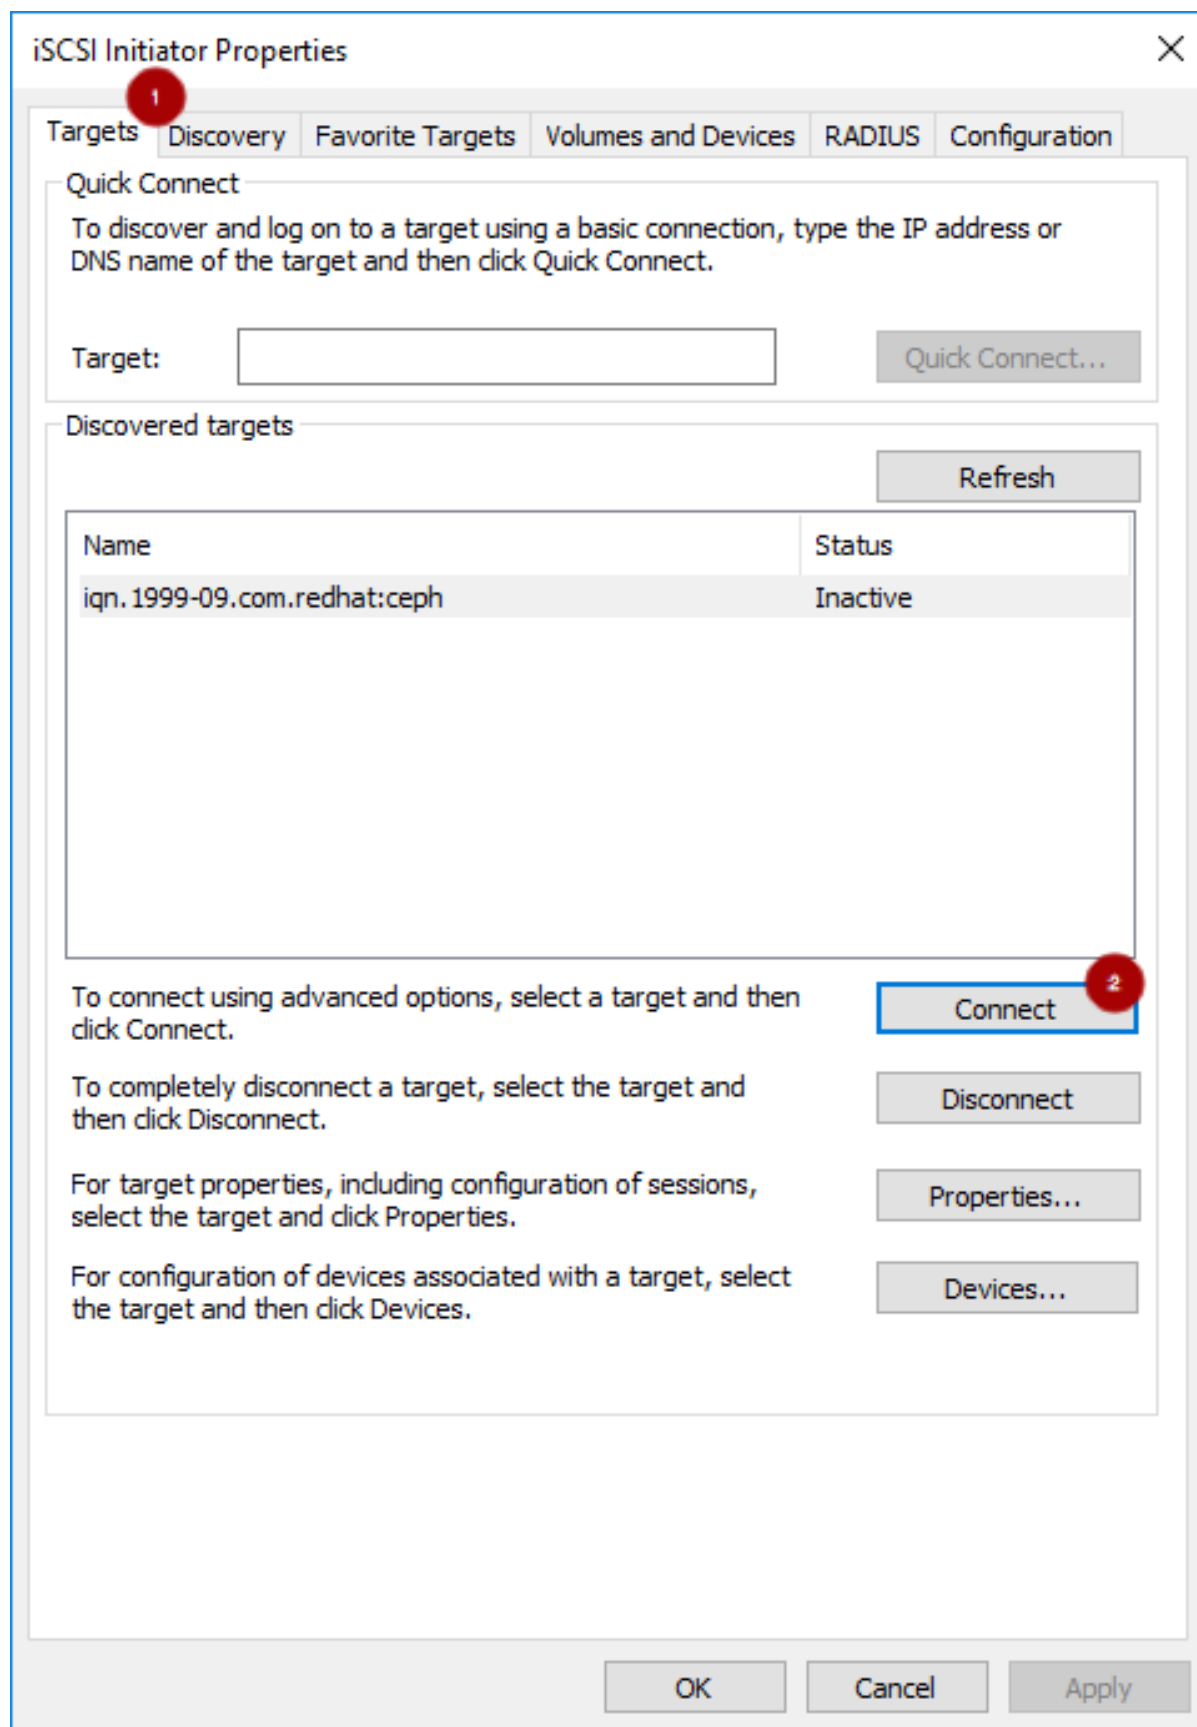 iSCSI Initiator Properties
1
Targets Discovery Favorite Targets Volumes and Devices RADIUS Configuration
Quick Connect
To discover and log on to a target using a basic connection, type the IP address or
DNS name of the target and then click Quick Connect.
Target: Quick Connect...
Discovered targets
Refresh
Name Status
iqn.1999-09.com.redhat:ceph Inactive
2
To connect using advanced options, select a target and then
click Connect.
Connect
To completely disconnect a target, select the target and
then click Disconnect.
Disconnect
For target properties, including configuration of sessions,
select the target and click Properties.
Properties...
For configuration of devices associated with a target, select
the target and then click Devices.
Devices...
OK Cancel Apply